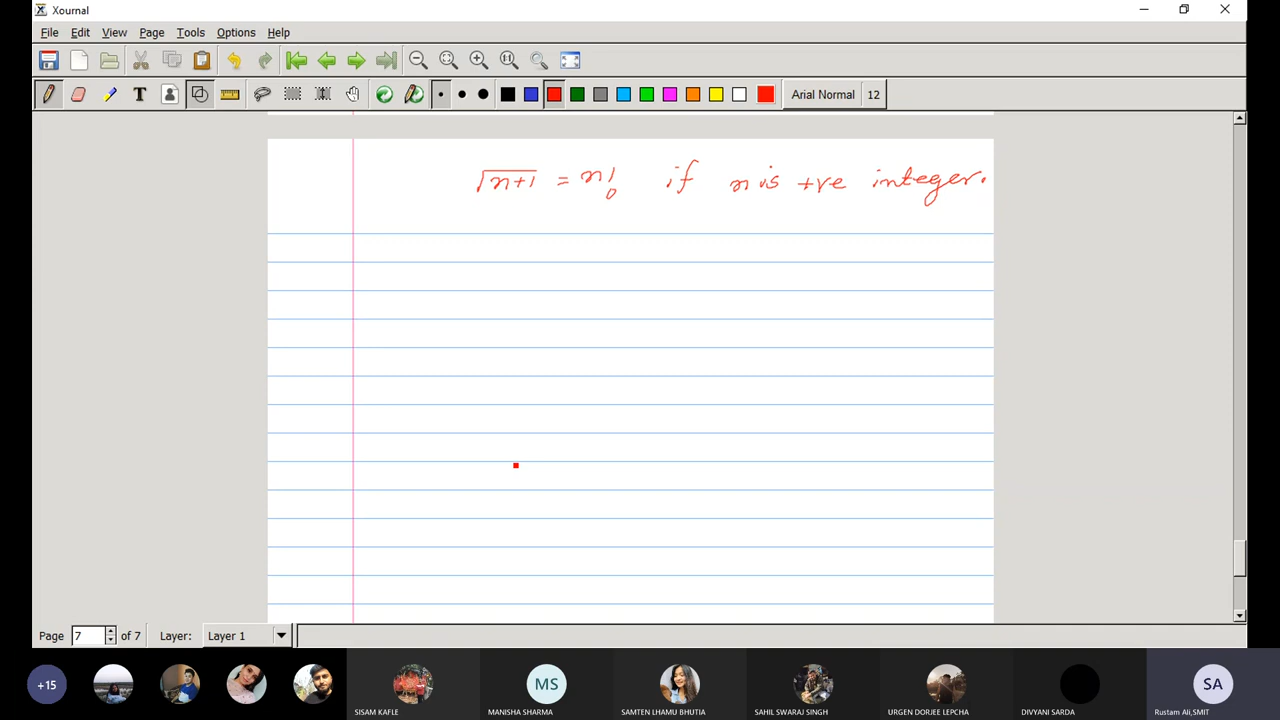 Xournal
File Edit View Page Tools Options Help
Arial Normal 12
√n+1 = n! if n is +ve integer.
Page 7 of 7 Layer: Layer 1
+15 MS SA
SISAM KAFLE MANISHA SHARMA SAMTEN LHAMU BHUTIA SAHIL SWARAJ SINGH URGEN DORJEE LEPCHA DIVYANI SARDA Rustam Ali,SMIT